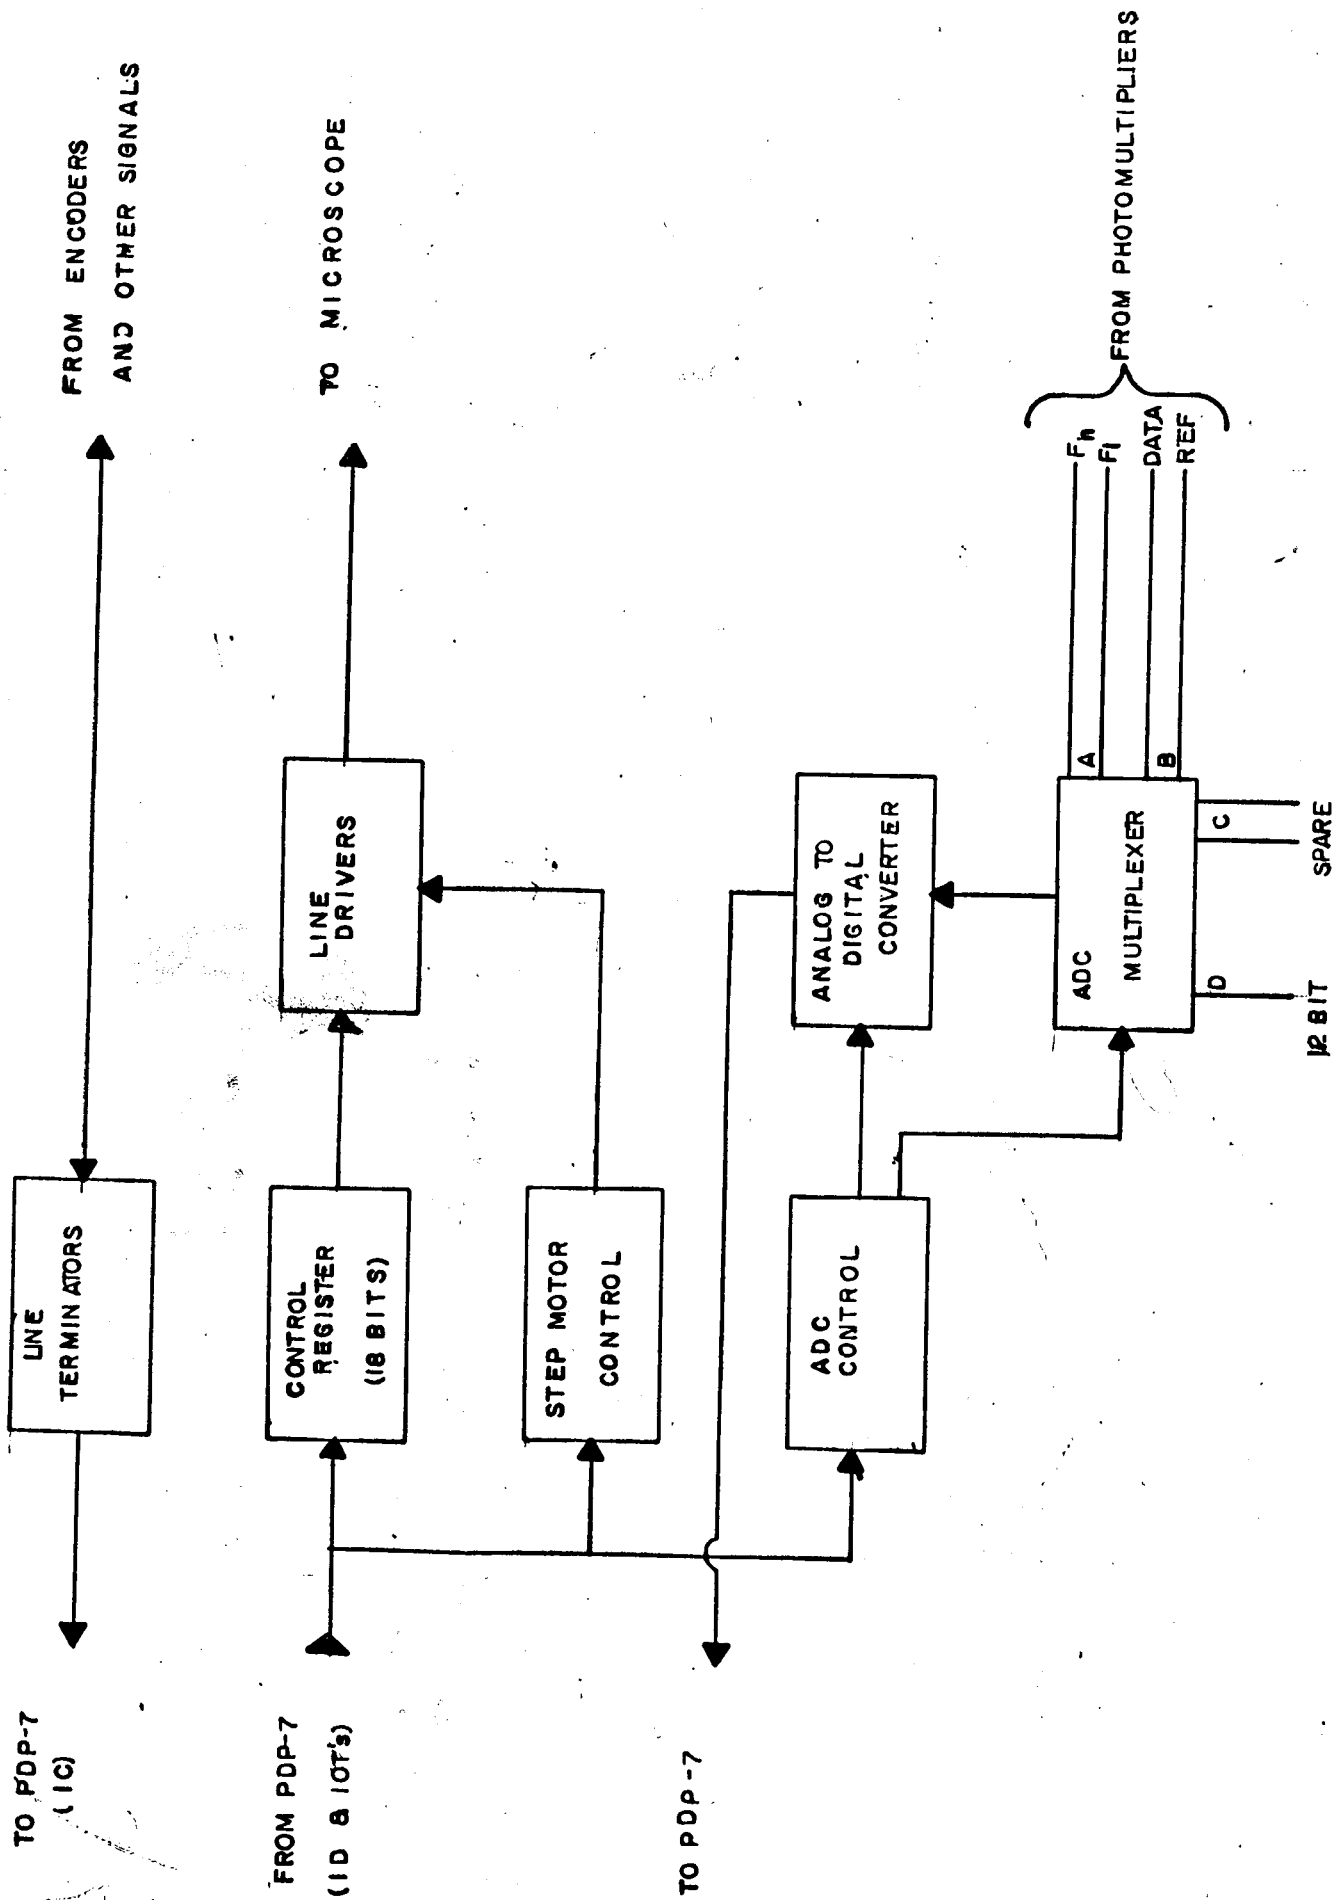 TO PDP-7
(IC)
LINE
TERMINATORS
FROM ENCODERS
AND OTHER SIGNALS
FROM PDP-7
(ID & IOT's)
CONTROL
REGISTER
(18 BITS)
LINE
DRIVERS
TO MICROSCOPE
STEP MOTOR
CONTROL
TO PDP-7
ADC
CONTROL
ANALOG TO
DIGITAL
CONVERTER
ADC
MULTIPLEXER
A
B
C
D
Fh
Fl
DATA
REF
FROM PHOTOMULTIPLIERS
12 BIT
SPARE